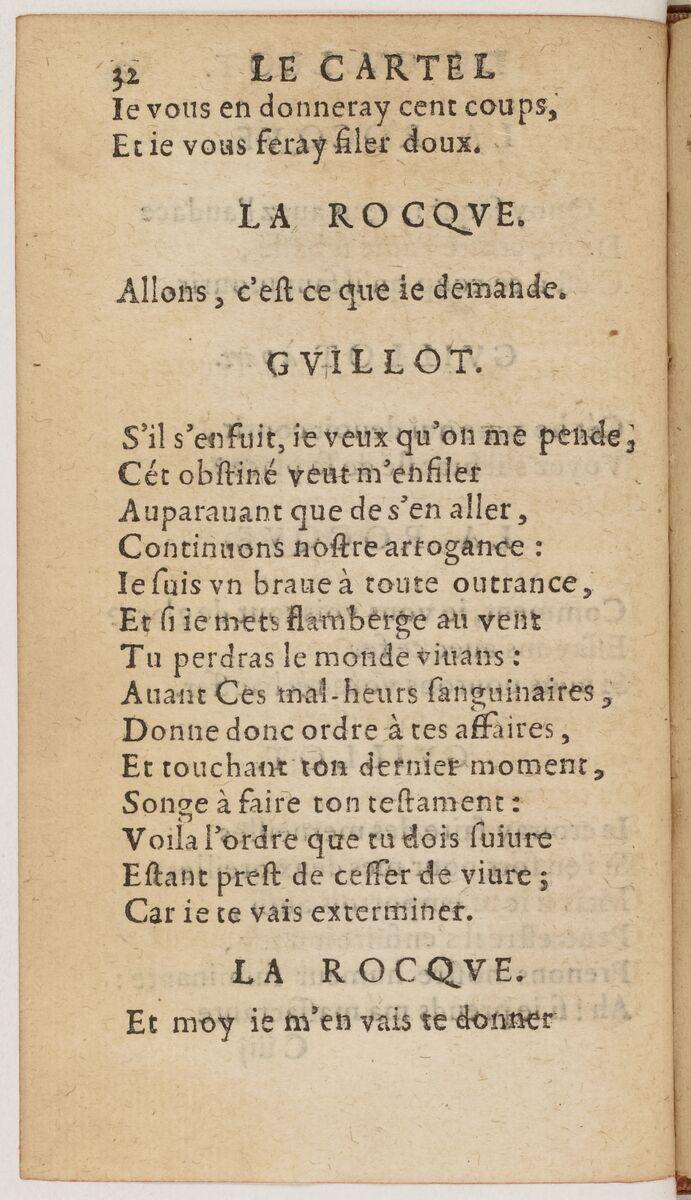 32 LE CARTEL
Ie vous en donneray cent coups,
Et ie vous feray filer doux.
LA ROCQVE.
Allons, c'eſt ce que ie demande.
GVILLOT.
S'il s'enfuit, ie veux qu'on me pende;
Cét obſtiné veut m'enfiler
Auparauant que de s'en aller,
Continuons noſtre arrogance :
Ie ſuis vn braue à toute outrance,
Et ſi ie mets flamberge au vent
Tu perdras le monde viuans :
Auant Ces mal-heurs ſanguinaires,
Donne donc ordre à tes affaires,
Et touchant ton dernier moment,
Songe à faire ton teſtament :
Voila l'ordre que tu dois ſuiure
Eſtant preſt de ceſſer de viure ;
Car ie te vais exterminer.
LA ROCQVE.
Et moy ie m'en vais te donner